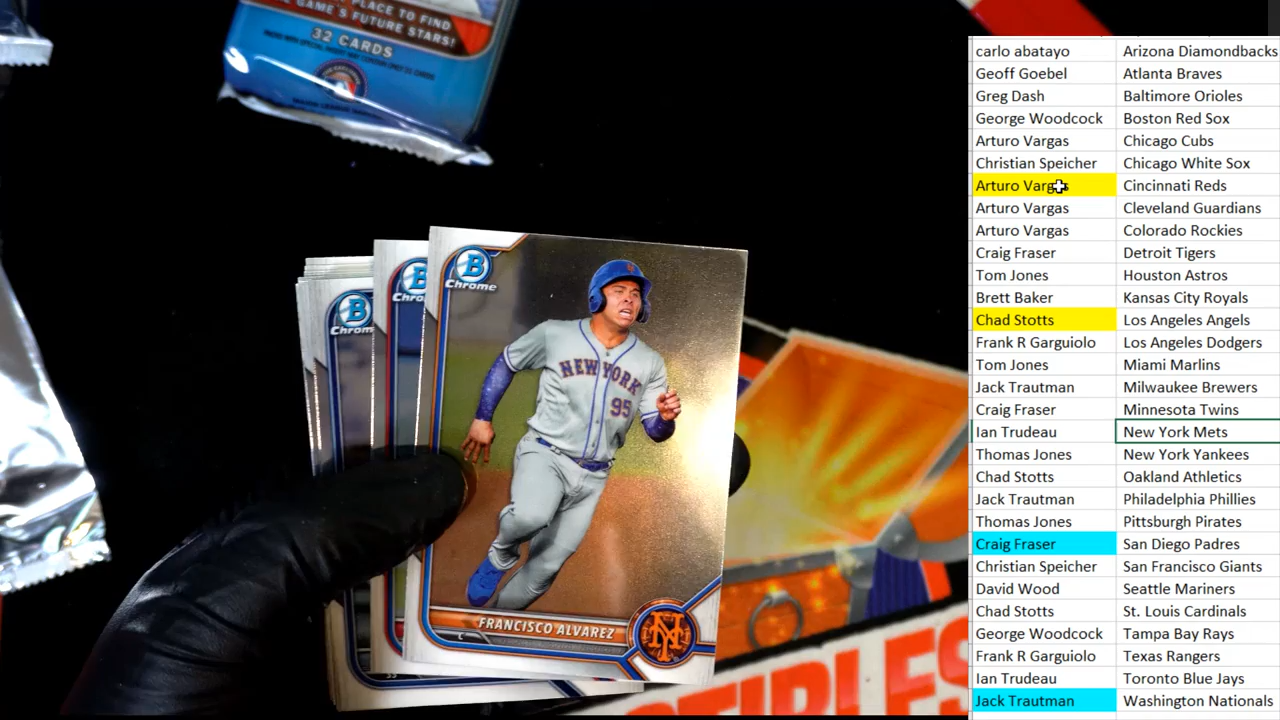 PLACE TO FIND
GAME'S FUTURE STARS!
32 CARDS
B
Chrome
B
Chrom
NEW YORK
95
FRANCISCO ALVAREZ
C
NY
carlo abatayo Arizona Diamondbacks
Geoff Goebel Atlanta Braves
Greg Dash Baltimore Orioles
George Woodcock Boston Red Sox
Arturo Vargas Chicago Cubs
Christian Speicher Chicago White Sox
Arturo Vargas Cincinnati Reds
Arturo Vargas Cleveland Guardians
Arturo Vargas Colorado Rockies
Craig Fraser Detroit Tigers
Tom Jones Houston Astros
Brett Baker Kansas City Royals
Chad Stotts Los Angeles Angels
Frank R Garguiolo Los Angeles Dodgers
Tom Jones Miami Marlins
Jack Trautman Milwaukee Brewers
Craig Fraser Minnesota Twins
Ian Trudeau New York Mets
Thomas Jones New York Yankees
Chad Stotts Oakland Athletics
Jack Trautman Philadelphia Phillies
Thomas Jones Pittsburgh Pirates
Craig Fraser San Diego Padres
Christian Speicher San Francisco Giants
David Wood Seattle Mariners
Chad Stotts St. Louis Cardinals
George Woodcock Tampa Bay Rays
Frank R Garguiolo Texas Rangers
Ian Trudeau Toronto Blue Jays
Jack Trautman Washington Nationals